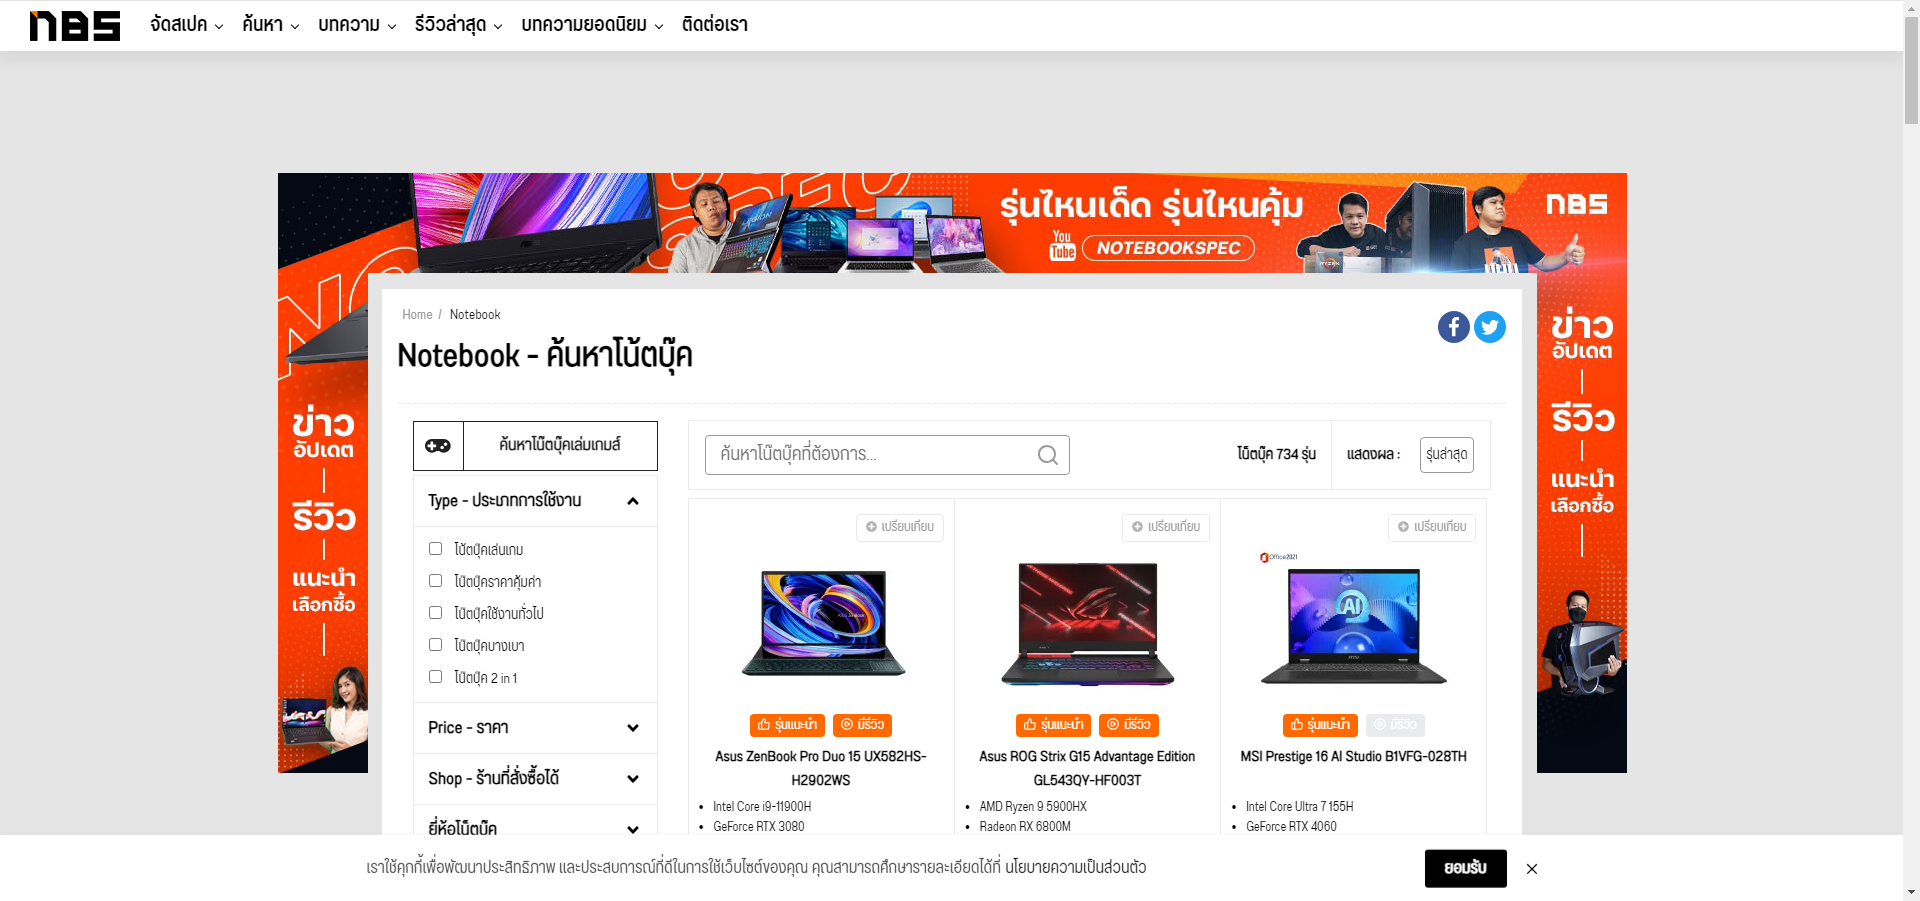 nBS
จัดสเปค
ค้นหา
บทความ
รีวิวล่าสุด
บทความยอดนิยม
ติดต่อเรา
รุ่นไหนเด็ด รุ่นไหนคุ้ม
You Tube NOTEBOOKSPEC
nBS
LEGION
RYZEN
Home / Notebook
Notebook - ค้นหาโน้ตบุ๊ค
ข่าว
อัปเดต
รีวิว
แนะนำ
เลือกซื้อ
ข่าว
อัปเดต
รีวิว
แนะนำ
เลือกซื้อ
ค้นหาโน๊ตบุ๊คเล่มเกมส์
ค้นหาโน๊ตบุ๊คที่ต้องการ...
โน็ตบุ๊ค 734 รุ่น
แสดงผล :
รุ่นล่าสุด
Type - ประเภทการใช้งาน
โน้ตบุ๊คเล่นเกม
โน๊ตบุ๊คราคาคุ้มค่า
โน๊ตบุ๊คใช้งานทั่วไป
โน๊ตบุ๊คบางเบา
โน๊ตบุ๊ค 2 in 1
Price - ราคา
Shop - ร้านที่สั่งซื้อได้
ยี่ห้อโน็ตบุ๊ค
เปรียบเทียบ
เปรียบเทียบ
เปรียบเทียบ
Office2021
AI
รุ่นแนะนำ
มีรีวิว
รุ่นแนะนำ
มีรีวิว
รุ่นแนะนำ
มีรีวิว
Asus ZenBook Pro Duo 15 UX582HS-
H2902WS
Intel Core i9-11900H
GeForce RTX 3080
Asus ROG Strix G15 Advantage Edition
GL543QY-HF003T
AMD Ryzen 9 5900HX
Radeon RX 6800M
MSI Prestige 16 AI Studio B1VFG-028TH
Intel Core Ultra 7 155H
GeForce RTX 4060
เราใช้คุกกี้เพื่อพัฒนาประสิทธิภาพ และประสบการณ์ที่ดีในการใช้เว็บไซต์ของคุณ คุณสามารถศึกษารายละเอียดได้ที่ นโยบายความเป็นส่วนตัว
ยอมรับ